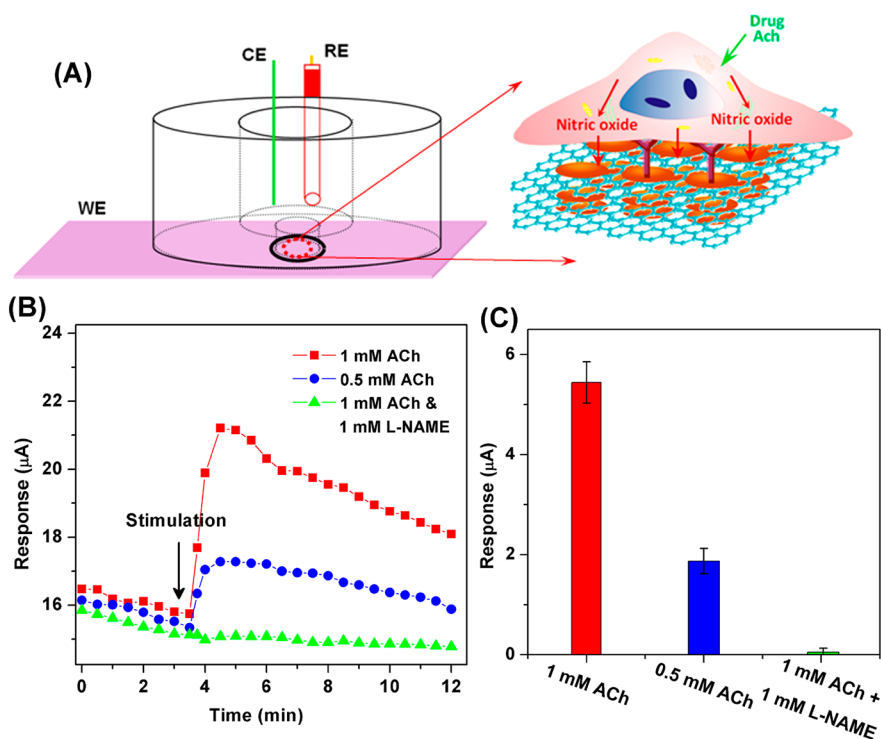 (A)
CE
RE
WE
Drug
Ach
Nitric oxide
Nitric oxide
(B)
24
22
20
18
16
Response (μA)
1 mM ACh
0.5 mM ACh
1 mM ACh &
1 mM L-NAME
Stimulation
0 2 4 6 8 10 12
Time (min)
(C)
6
4
2
0
Response (μA)
1 mM ACh
0.5 mM ACh
1 mM ACh +
1 mM L-NAME